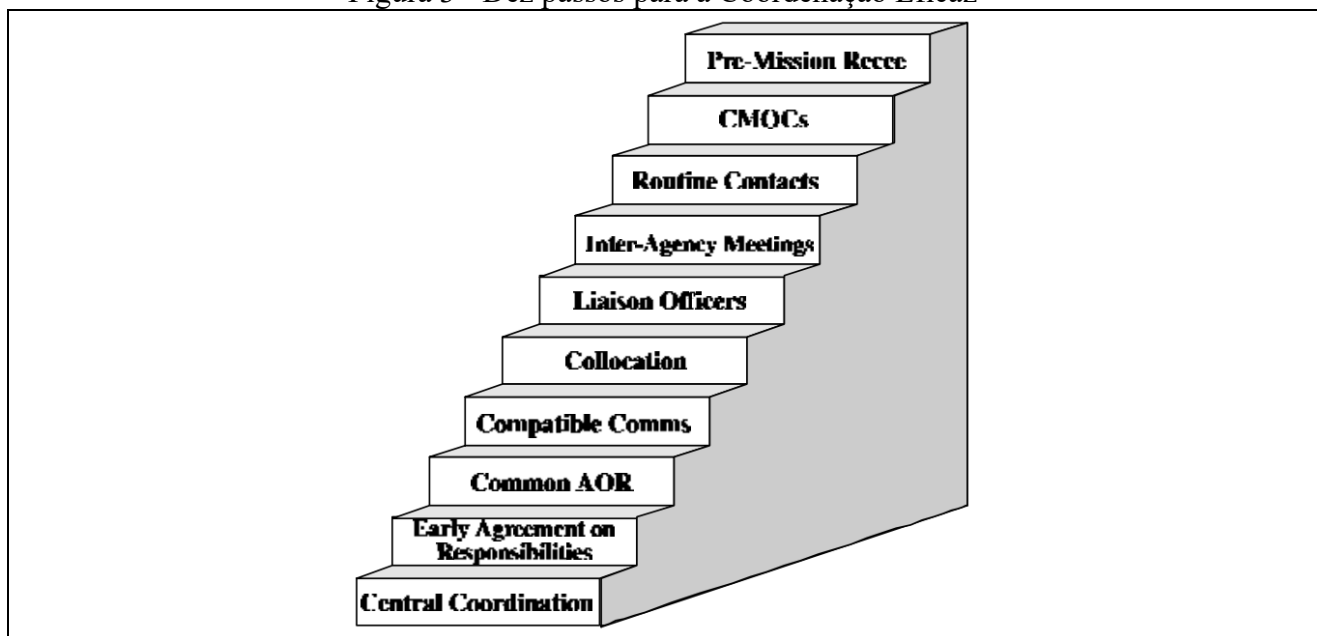 Figura 3 - Dez passos para a Coordenação Eficaz
Pre-Mission Recce
CMOCs
Routine Contacts
Inter-Agency Meetings
Liaison Officers
Collocation
Compatible Comms
Common AOR
Early Agreement on
Responsibilities
Central Coordination